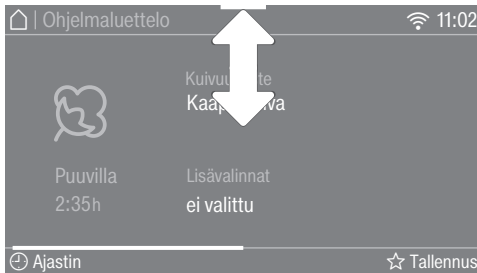 Ohjelmaluettelo 11:02
Puuvilla
2:35h
Lisävalinnat
ei valittu
Ajastin Tallennus